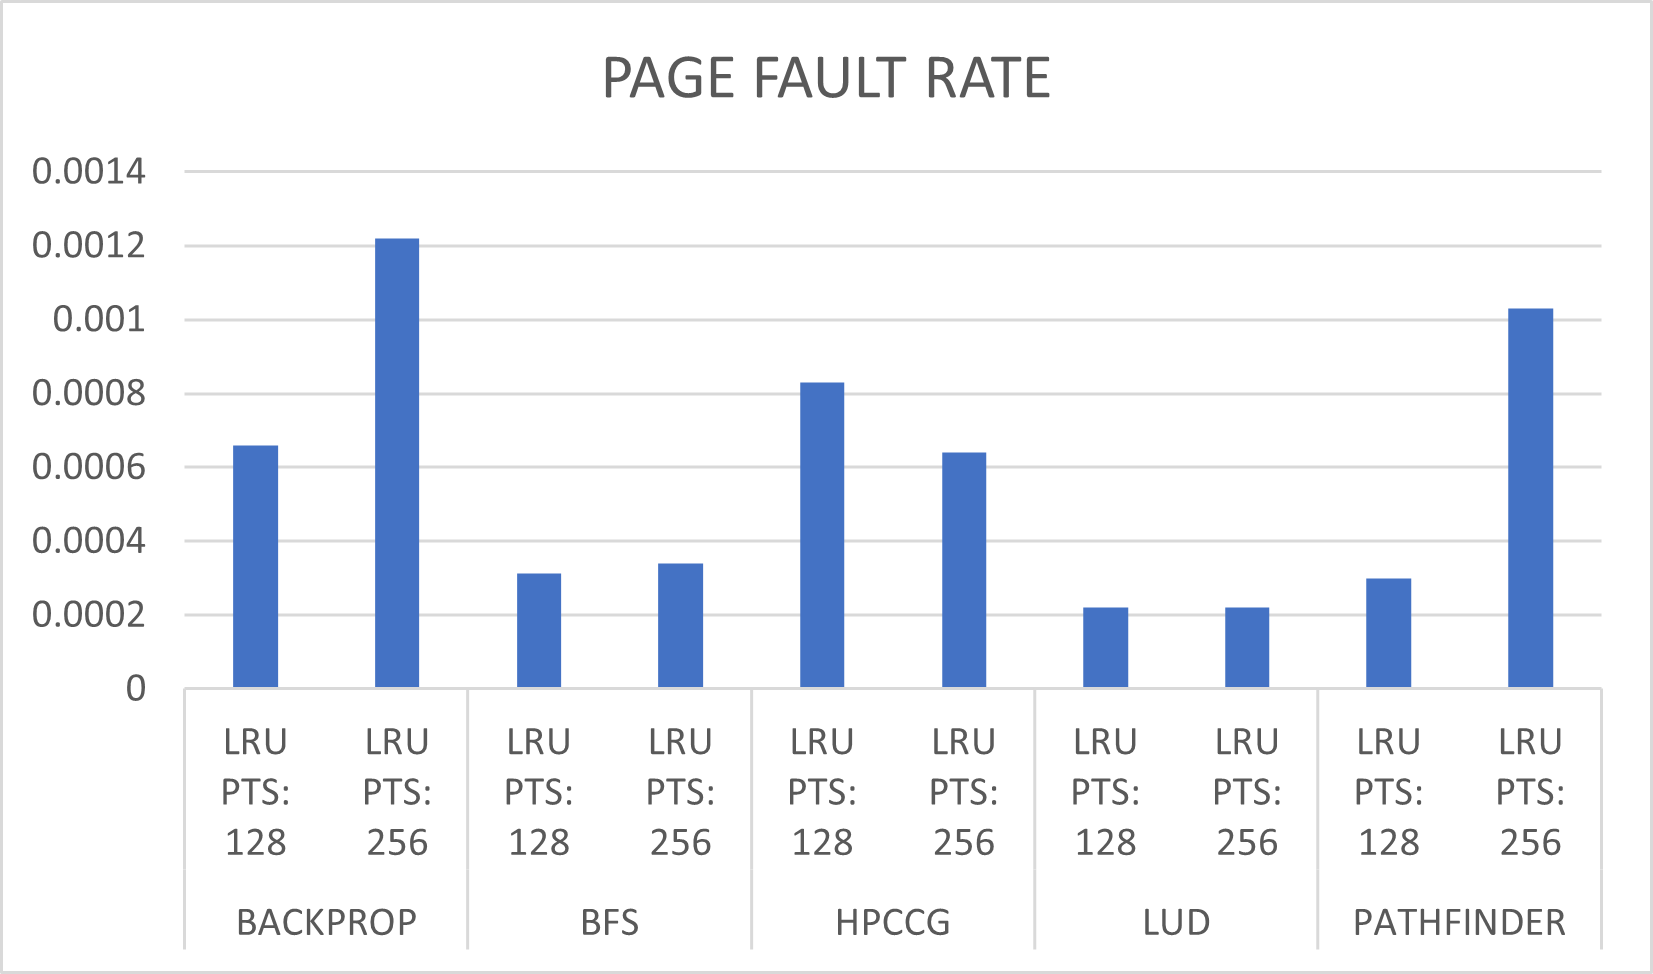 PAGE FAULT RATE
0.0014
0.0012
0.001
0.0008
0.0006
0.0004
0.0002
0
LRU PTS: 128
LRU PTS: 256
LRU PTS: 128
LRU PTS: 256
LRU PTS: 128
LRU PTS: 256
LRU PTS: 128
LRU PTS: 256
LRU PTS: 128
LRU PTS: 256
BACKPROP
BFS
HPCCG
LUD
PATHFINDER